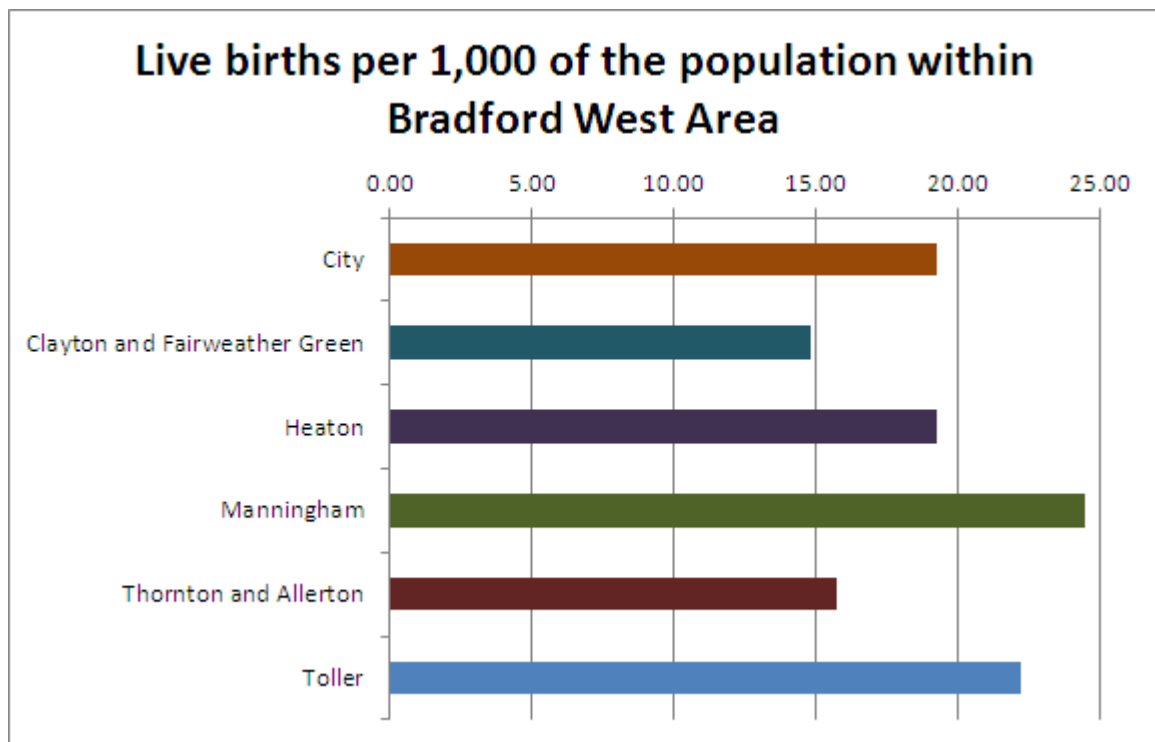 Live births per 1,000 of the population within
Bradford West Area
0.00 5.00 10.00 15.00 20.00 25.00
City
Clayton and Fairweather Green
Heaton
Manningham
Thornton and Allerton
Toller